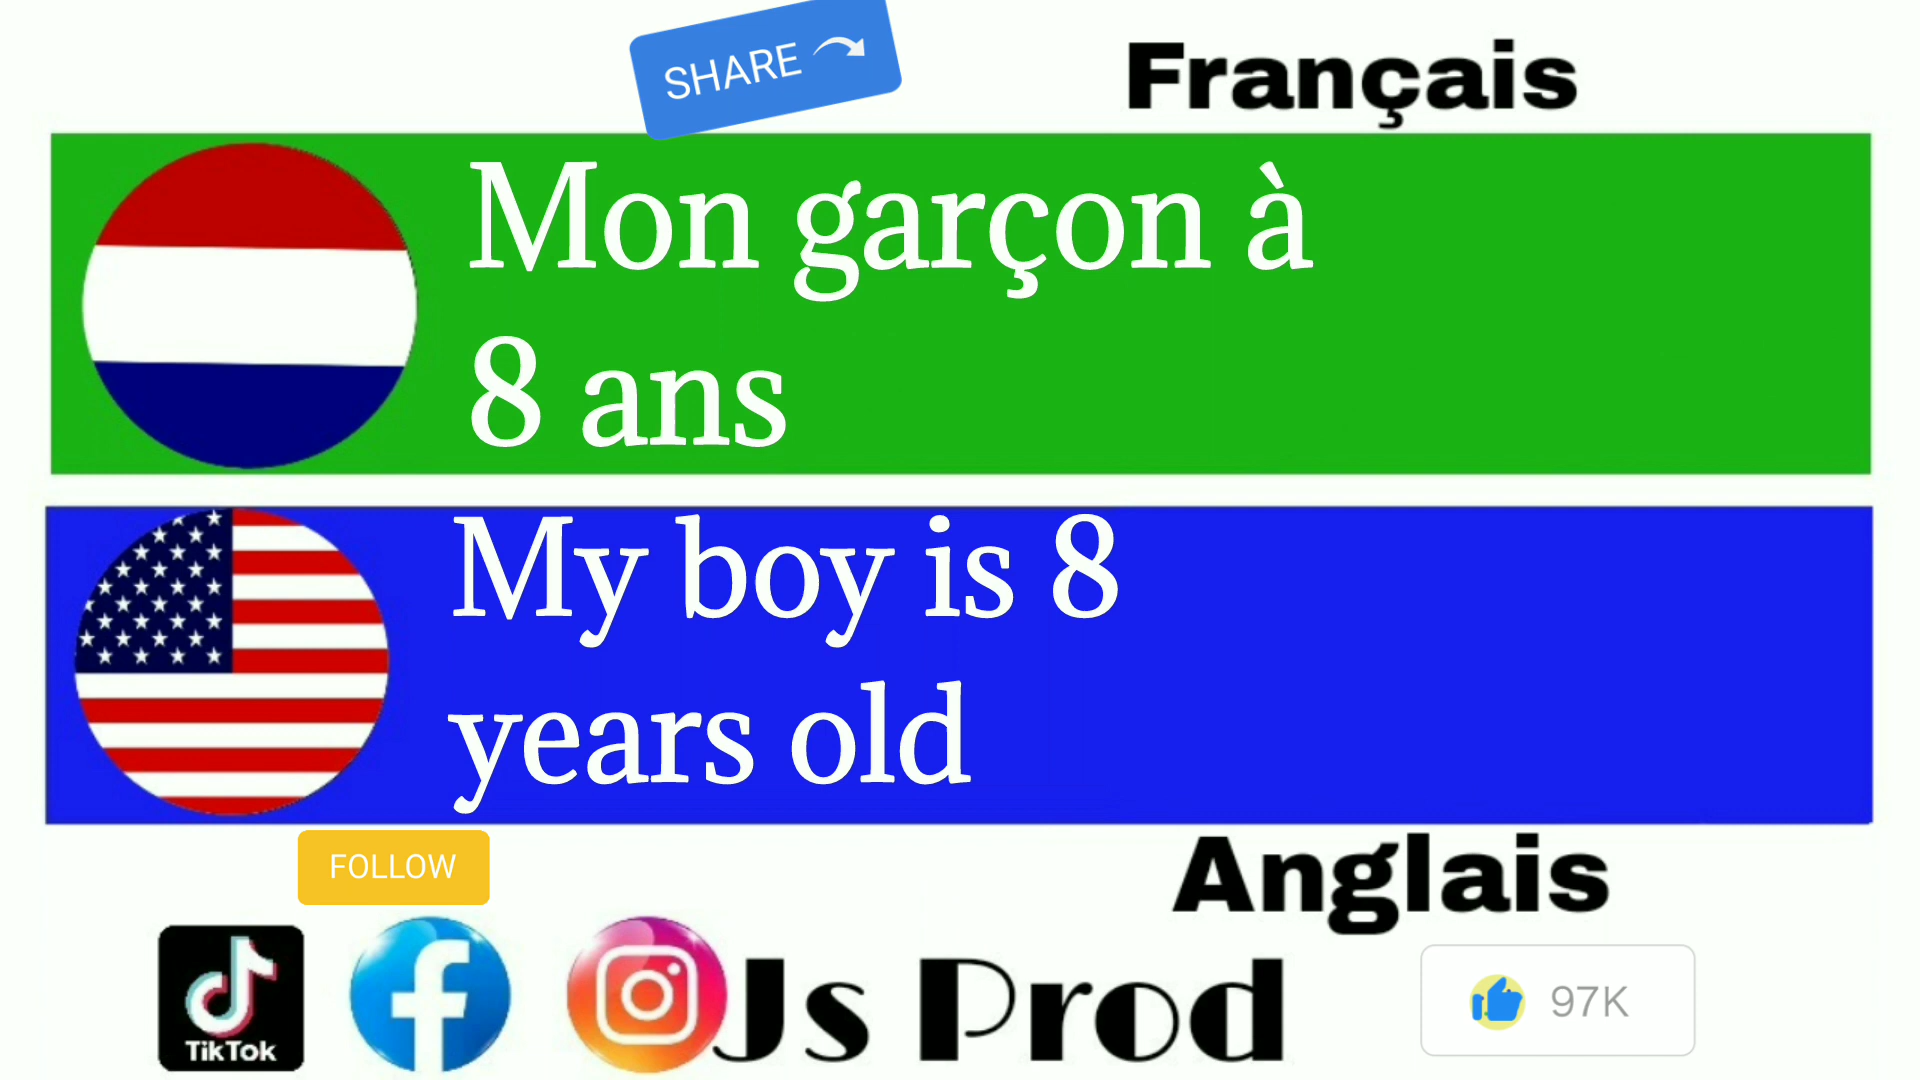 SHARE
Français
Mon garçon à
8 ans
My boy is 8
years old
FOLLOW
Anglais
TikTok
Js Prod
97K